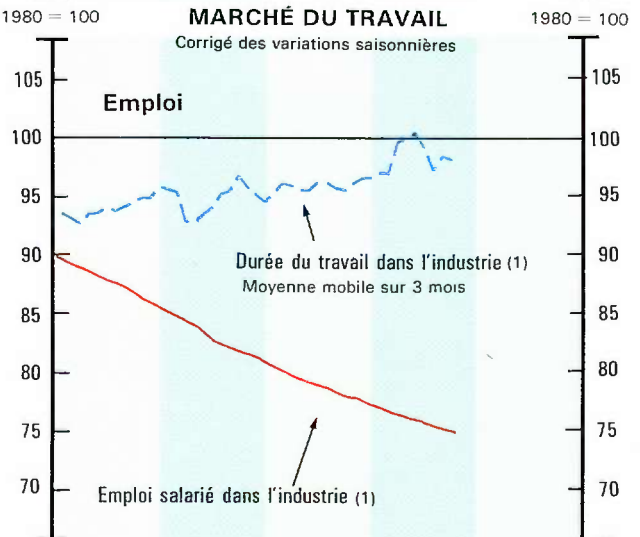 1980 = 100 MARCHÉ DU TRAVAIL 1980 = 100
Corrigé des variations saisonnières
105 105
Emploi
100 100
95 95
90 90
Durée du travail dans l'industrie (1)
Moyenne mobile sur 3 mois
85 85
80 80
75 75
70 70
Emploi salarié dans l'industrie (1)